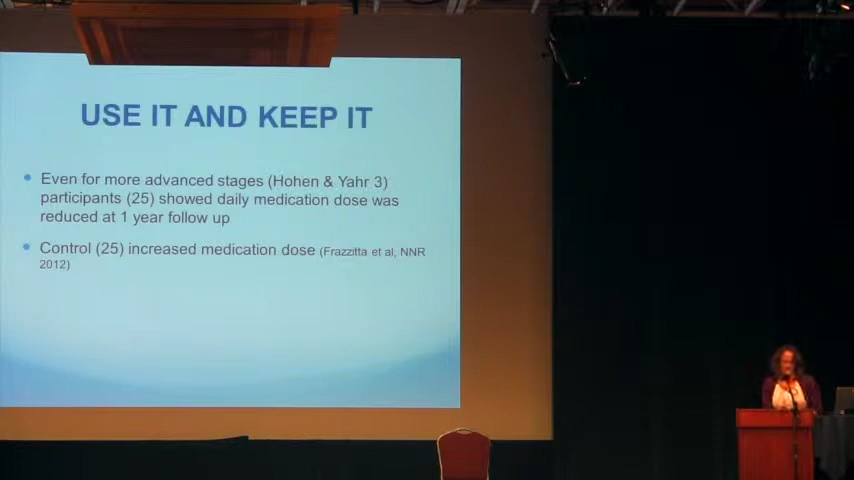 USE IT AND KEEP IT
Even for more advanced stages (Hohen & Yahr 3)
participants (25) showed daily medication dose was
reduced at 1 year follow up
Control (25) increased medication dose (Frazzitta et al, NNR
2012)